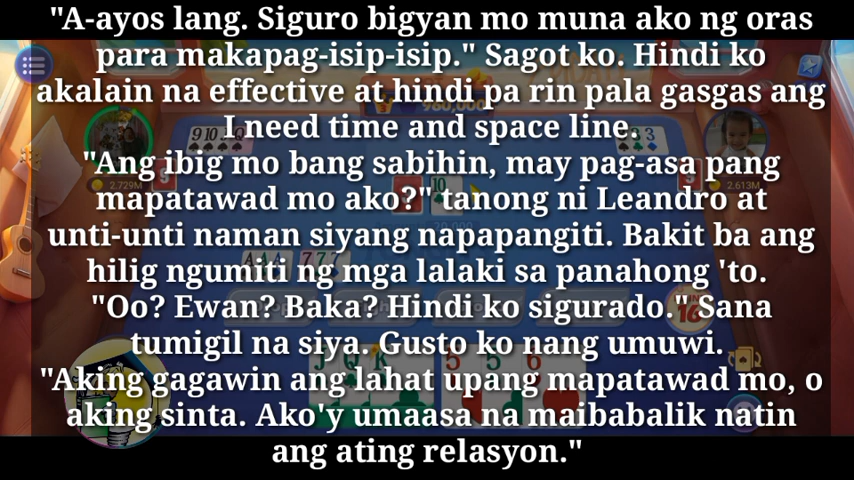 "A-ayos lang. Siguro bigyan mo muna ako ng oras
para makapag-isip-isip." Sagot ko. Hindi ko
akalain na effective at hindi pa rin pala gasgas ang
I need time and space line.
"Ang ibig mo bang sabihin, may pag-asa pang
mapatawad mo ako?" tanong ni Leandro at
unti-unti naman siyang napapangiti. Bakit ba ang
hilig ngumiti ng mga lalaki sa panahong 'to.
"Oo? Ewan? Baka? Hindi ko sigurado." Sana
tumigil na siya. Gusto ko nang umuwi.
"Aking gagawin ang lahat upang mapatawad mo, o
aking sinta. Ako'y umaasa na maibabalik natin
ang ating relasyon."
2.729M
2.613M